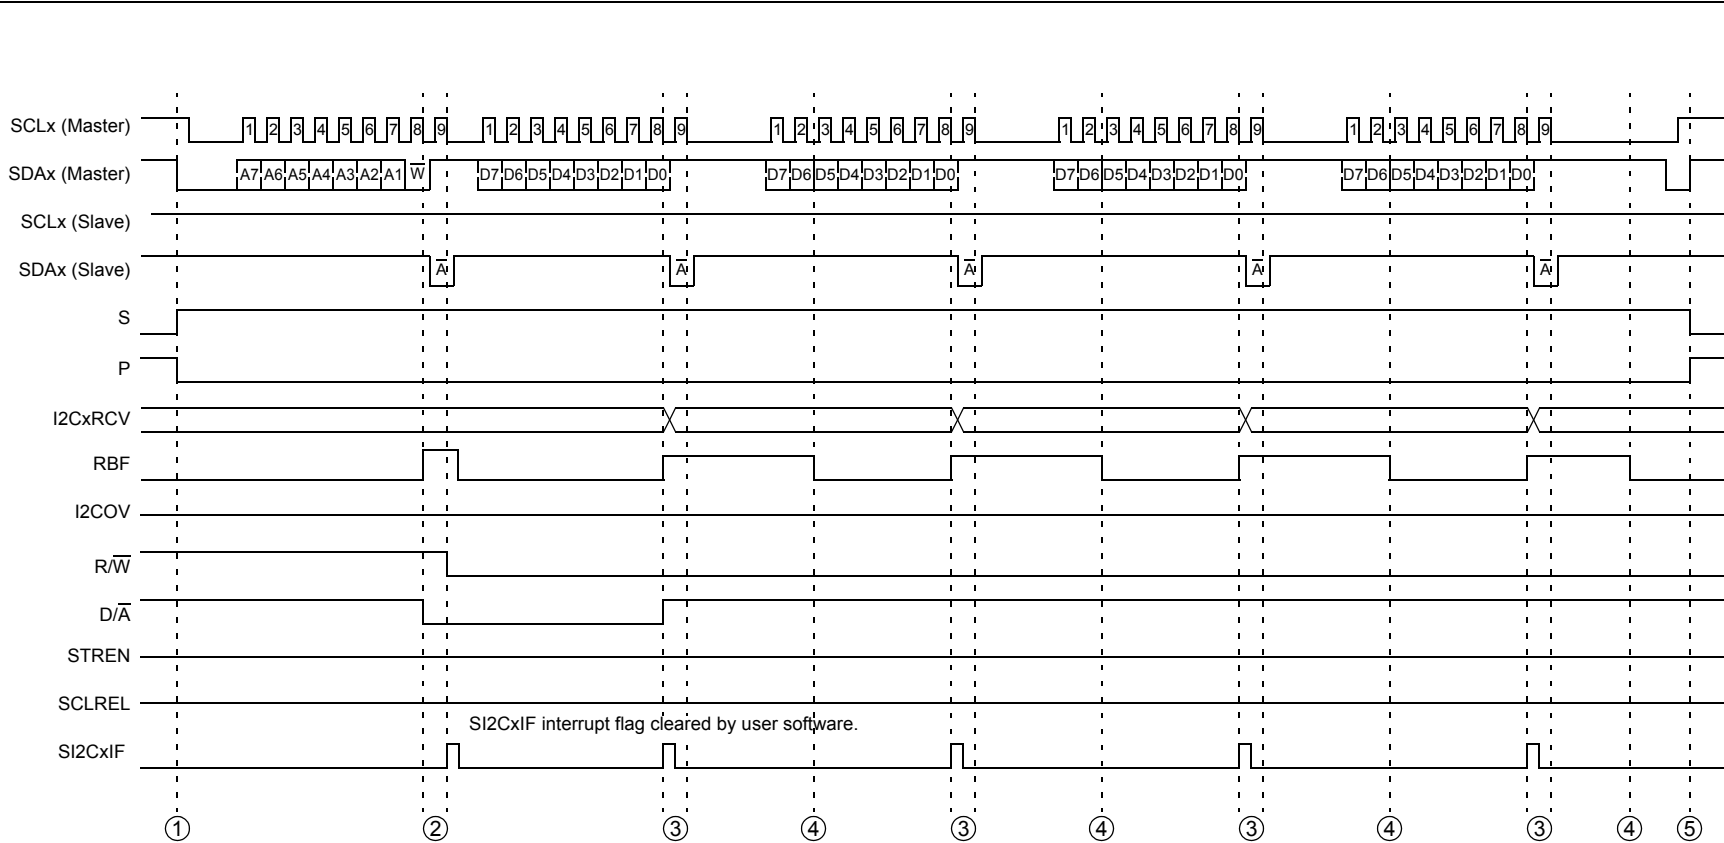 SCLx (Master) 1 2 3 4 5 6 7 8 9 1 2 3 4 5 6 7 8 9 1 2 3 4 5 6 7 8 9 1 2 3 4 5 6 7 8 9 1 2 3 4 5 6 7 8 9
SDAx (Master) A7 A6 A5 A4 A3 A2 A1 W̅ D7 D6 D5 D4 D3 D2 D1 D0 D7 D6 D5 D4 D3 D2 D1 D0 D7 D6 D5 D4 D3 D2 D1 D0 D7 D6 D5 D4 D3 D2 D1 D0
SCLx (Slave)
SDAx (Slave) A̅ A̅ A̅ A̅ A̅
S
P
I2CxRCV
RBF
I2COV
R/W̅
D/A̅
STREN
SCLREL
SI2CxIF interrupt flag cleared by user software.
SI2CxIF
① ② ③ ④ ③ ④ ③ ④ ③ ④ ⑤